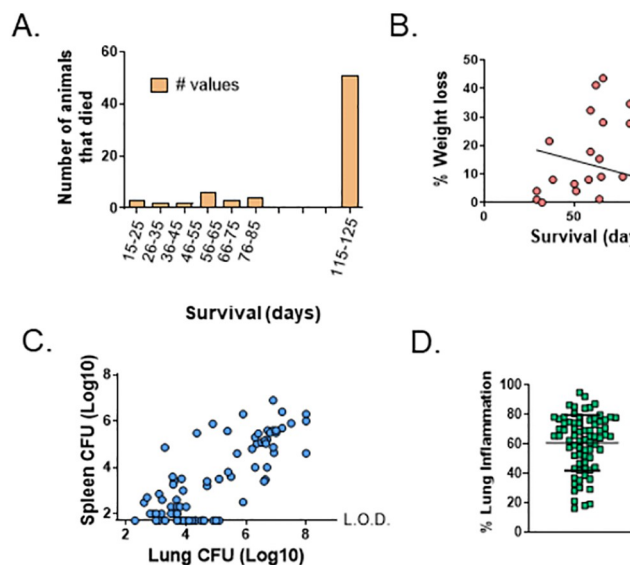 A.
Number of animals
that died
60
40
20
0
# values
15-25
26-35
36-45
46-55
56-65
66-75
76-85
115-125
Survival (days)
B.
% Weight loss
50
40
30
20
10
0
0
50
Survival (day
C.
Spleen CFU (Log10)
8
6
4
2
2
4
6
8
L.O.D.
Lung CFU (Log10)
D.
% Lung Inflammation
100
80
60
40
20
0